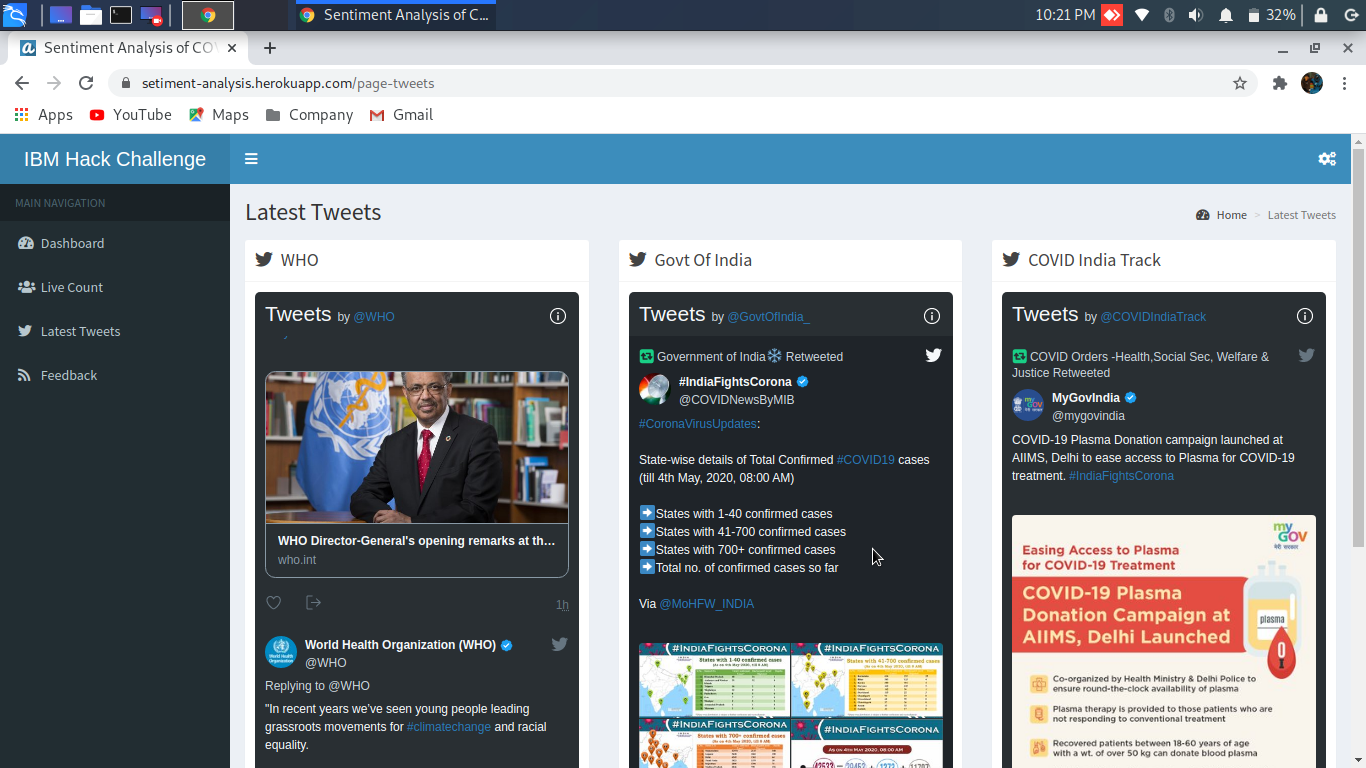 Sentiment Analysis of C...
10:21 PM
32%
Sentiment Analysis of CO
setiment-analysis.herokuapp.com/page-tweets
Apps
YouTube
Maps
Company
Gmail
IBM Hack Challenge
MAIN NAVIGATION
Dashboard
Live Count
Latest Tweets
Feedback
Latest Tweets
Home > Latest Tweets
WHO
Tweets by @WHO
WHO Director-General's opening remarks at th…
who.int
1h
World Health Organization (WHO)
@WHO
Replying to @WHO
"In recent years we've seen young people leading
grassroots movements for #climatechange and racial
equality.
Govt Of India
Tweets by @GovtOfIndia_
Government of India Retweeted
#IndiaFightsCorona
@COVIDNewsByMIB
#CoronaVirusUpdates:
State-wise details of Total Confirmed #COVID19 cases
(till 4th May, 2020, 08:00 AM)
States with 1-40 confirmed cases
States with 41-700 confirmed cases
States with 700+ confirmed cases
Total no. of confirmed cases so far
Via @MoHFW_INDIA
#INDIAFIGHTSCORONA
States with 1-40 confirmed cases
#INDIAFIGHTSCORONA
States with 41-700 confirmed cases
#INDIAFIGHTSCORONA
States with 700+ confirmed cases
#INDIAFIGHTSCORONA
As on 4th May 2020, 08:00 AM
COVID India Track
Tweets by @COVIDIndiaTrack
COVID Orders -Health,Social Sec, Welfare &
Justice Retweeted
MyGovIndia
@mygovindia
COVID-19 Plasma Donation campaign launched at
AIIMS, Delhi to ease access to Plasma for COVID-19
treatment. #IndiaFightsCorona
my
GOV
मेरी सरकार
Easing Access to Plasma
for COVID-19 Treatment
COVID-19 Plasma
Donation Campaign at
AIIMS, Delhi Launched
plasma
Co-organized by Health Ministry & Delhi Police to
ensure round-the-clock availability of plasma
Plasma therapy is provided to those patients who are
not responding to conventional treatment
Recovered patients between 18-60 years of age
with a wt. of over 50 kg can donate blood plasma